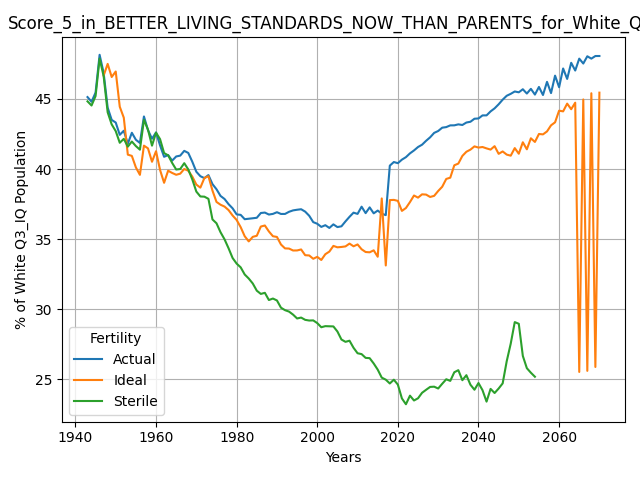 Score_5_in_BETTER_LIVING_STANDARDS_NOW_THAN_PARENTS_for_White_Q
% of White Q3_IQ Population
45
40
35
30
25
Fertility
Actual
Ideal
Sterile
1940 1960 1980 2000 2020 2040 2060
Years